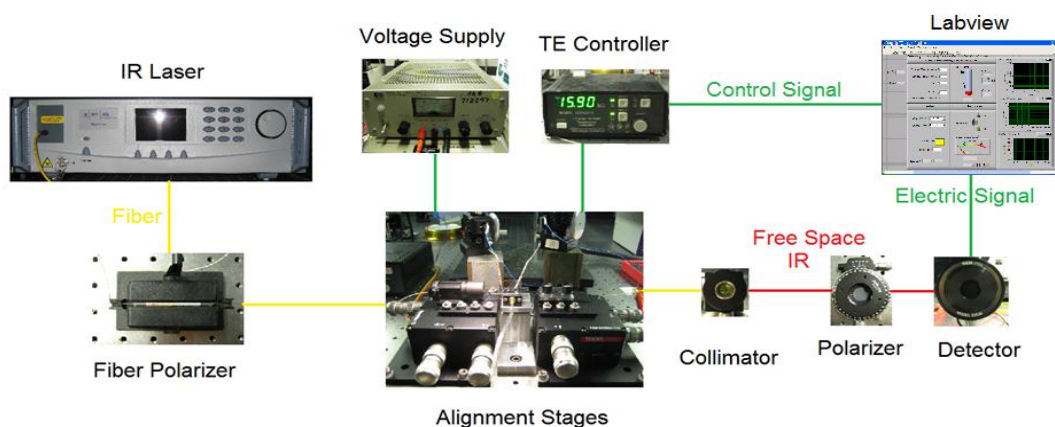 Labview
Voltage Supply
TE Controller
IR Laser
15.90
Control Signal
Fiber
Electric Signal
Free Space
IR
Fiber Polarizer
Collimator
Polarizer
Detector
Alignment Stages